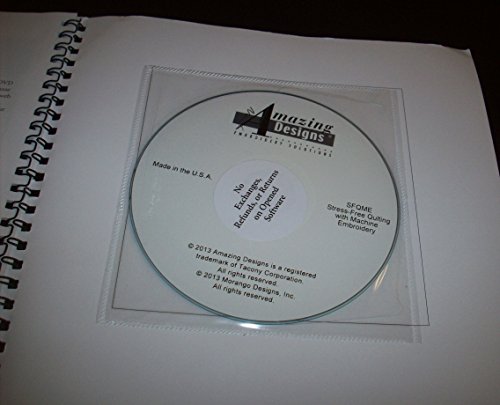 DVD
Amazing
Designs
EMBROIDERY SOLUTIONS
Made in the U.S.A.
No
Exchanges,
Refunds, or Returns
on Opened
Software
SFQME
Stress-Free Quilting
with Machine
Embroidery
© 2013 Amazing Designs is a registered
trademark of Tacony Corporation.
All rights reserved.
© 2013 Morango Designs, Inc.
All rights reserved.